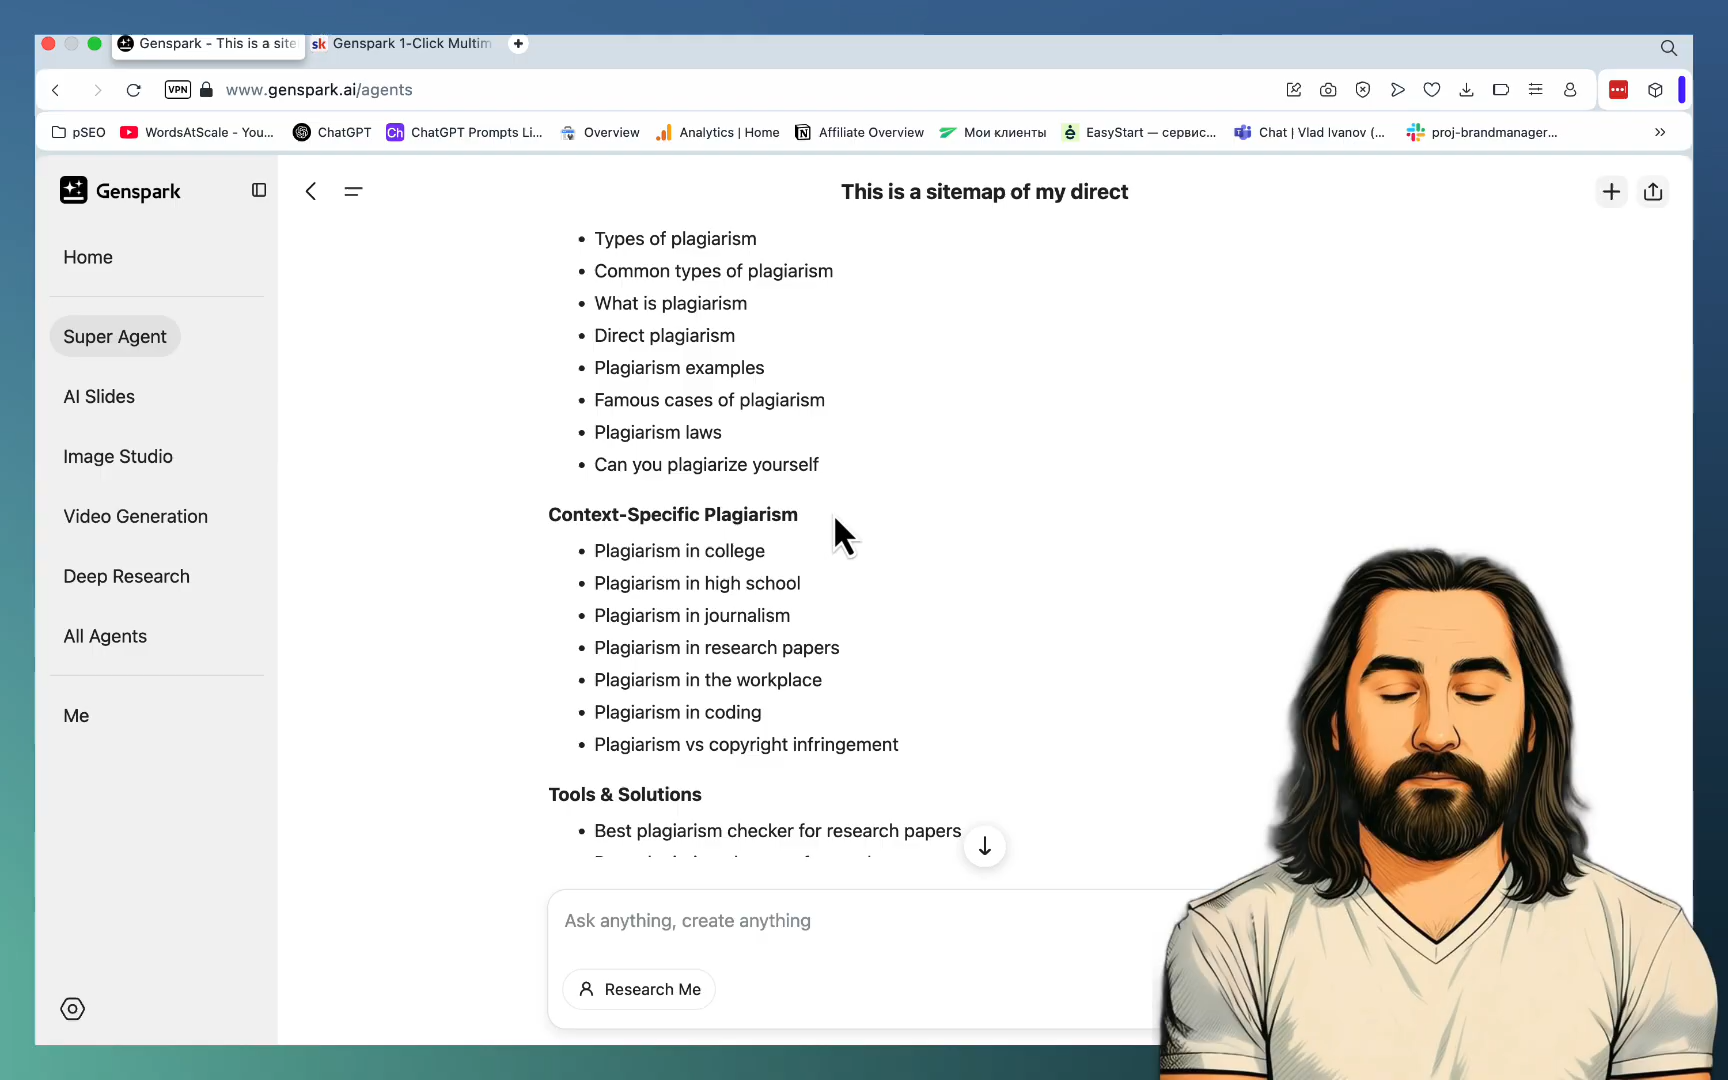 Genspark - This is a site
sk Genspark 1-Click Multim
VPN www.genspark.ai/agents
pSEO WordsAtScale - You... ChatGPT Ch ChatGPT Prompts Li... Overview Analytics | Home Affiliate Overview Мои клиенты EasyStart — сервис... Chat | Vlad Ivanov (... proj-brandmanager... »
Genspark
This is a sitemap of my direct
Home
Super Agent
AI Slides
Image Studio
Video Generation
Deep Research
All Agents
Me
• Types of plagiarism
• Common types of plagiarism
• What is plagiarism
• Direct plagiarism
• Plagiarism examples
• Famous cases of plagiarism
• Plagiarism laws
• Can you plagiarize yourself
Context-Specific Plagiarism
• Plagiarism in college
• Plagiarism in high school
• Plagiarism in journalism
• Plagiarism in research papers
• Plagiarism in the workplace
• Plagiarism in coding
• Plagiarism vs copyright infringement
Tools & Solutions
• Best plagiarism checker for research papers
Ask anything, create anything
Research Me